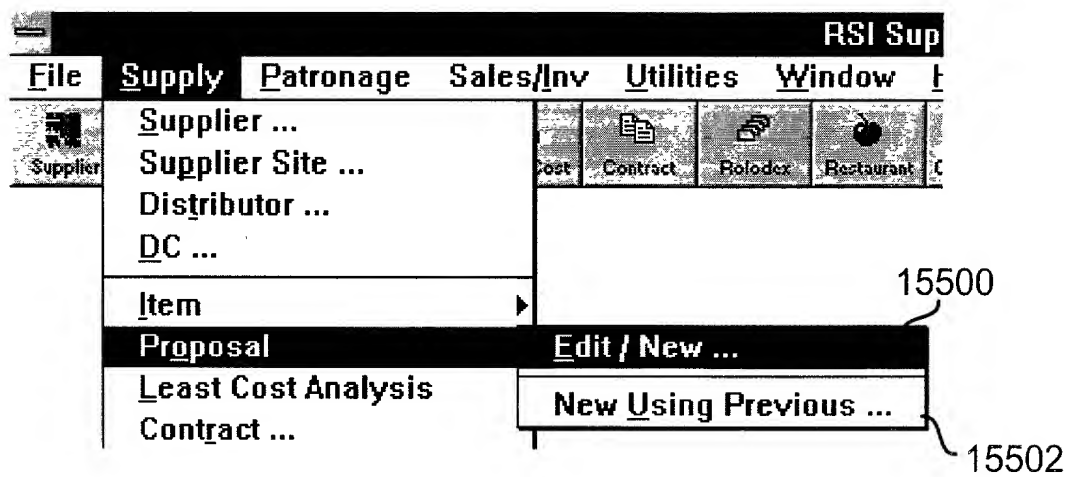 RSI Sup
File Supply Patronage Sales/Inv Utilities Window
Supplier Cost Contract Rolodex Restaurant
Supplier ...
Supplier Site ...
Distributor ...
DC ...
Item
Proposal
Edit / New ...
New Using Previous ...
Least Cost Analysis
Contract ...
15500
15502